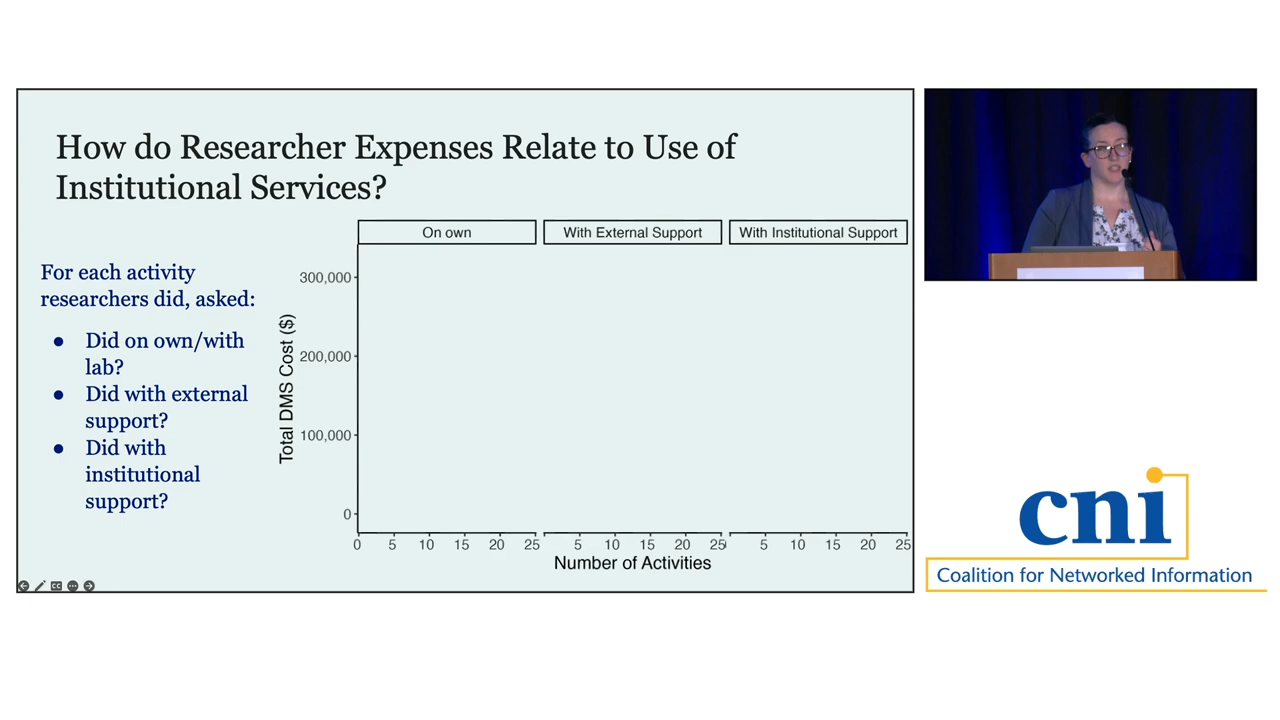 How do Researcher Expenses Relate to Use of
Institutional Services?
For each activity
researchers did, asked:
● Did on own/with
lab?
● Did with external
support?
● Did with
institutional
support?
On own
With External Support
With Institutional Support
Total DMS Cost ($)
300,000
200,000
100,000
0
0 5 10 15 20 25
5 10 15 20 25
5 10 15 20 25
Number of Activities
cni
Coalition for Networked Information